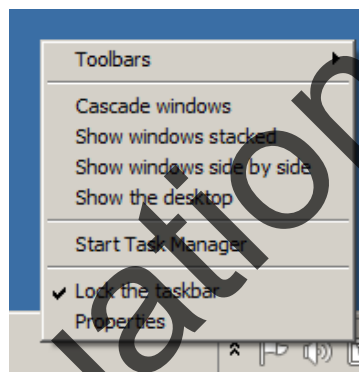 Toolbars
Cascade windows
Show windows stacked
Show windows side by side
Show the desktop
Start Task Manager
Lock the taskbar
Properties
lation